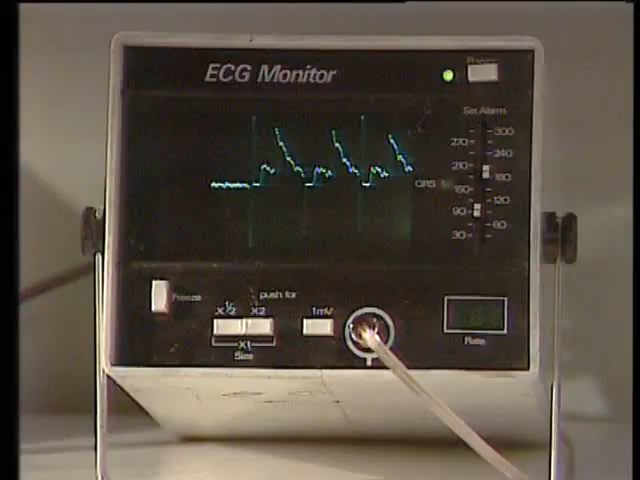 ECG Monitor
Power
Set Alarm
300
270
240
210
180
QRS
150
120
90
60
30
Freeze
push for
X½ X2
1mV
X1
Size
Rate